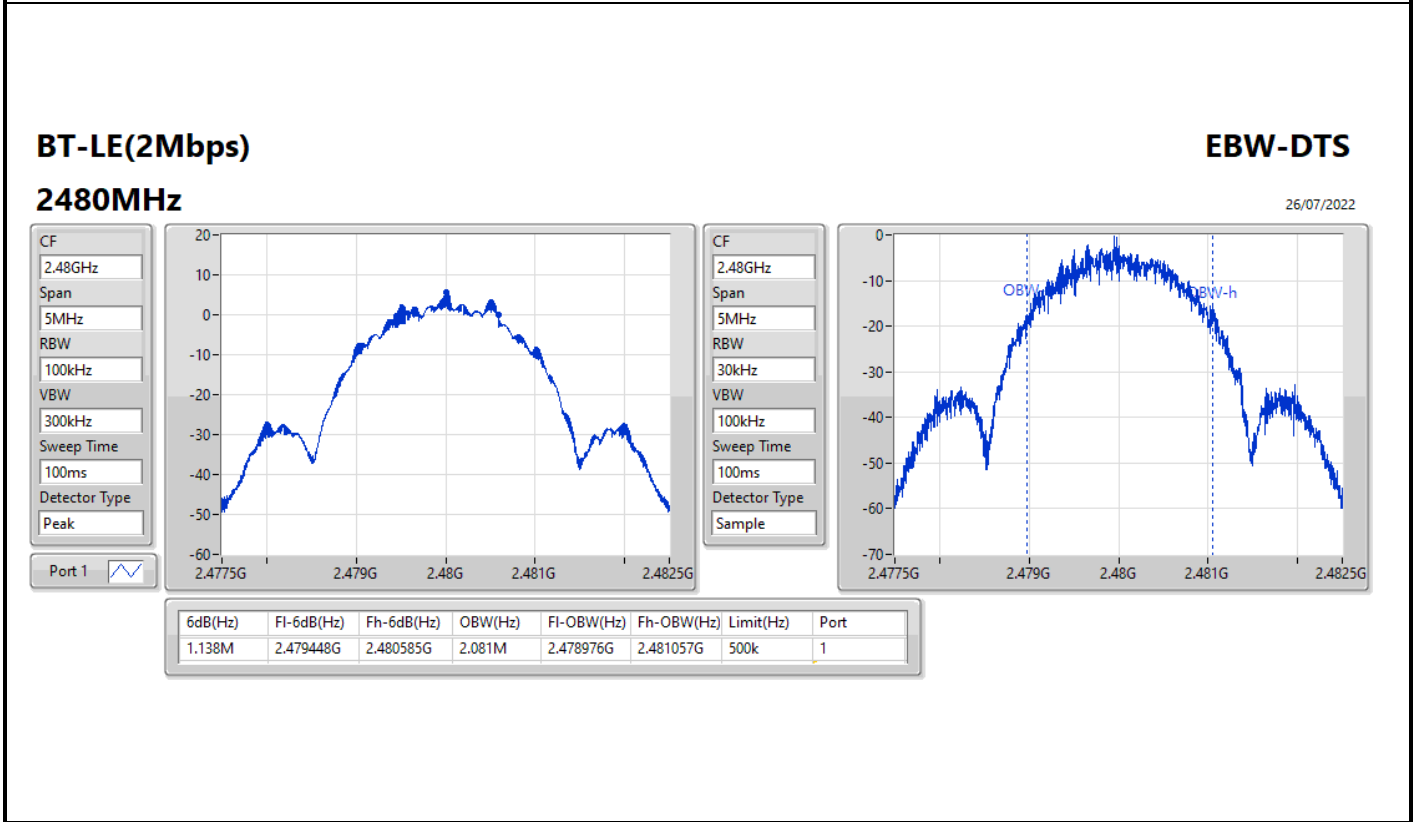 BT-LE(2Mbps)
EBW-DTS
2480MHz
26/07/2022
CF
2.48GHz
Span
5MHz
RBW
100kHz
VBW
300kHz
Sweep Time
100ms
Detector Type
Peak
Port 1
20
10
0
-10
-20
-30
-40
-50
-60
2.4775G 2.479G 2.48G 2.481G 2.4825G
CF
2.48GHz
Span
5MHz
RBW
30kHz
VBW
100kHz
Sweep Time
100ms
Detector Type
Sample
0
-10
-20
-30
-40
-50
-60
-70
OBW-h
2.4775G 2.479G 2.48G 2.481G 2.4825G
6dB(Hz) Fl-6dB(Hz) Fh-6dB(Hz) OBW(Hz) Fl-OBW(Hz) Fh-OBW(Hz) Limit(Hz) Port
1.138M 2.479448G 2.480585G 2.081M 2.478976G 2.481057G 500k 1